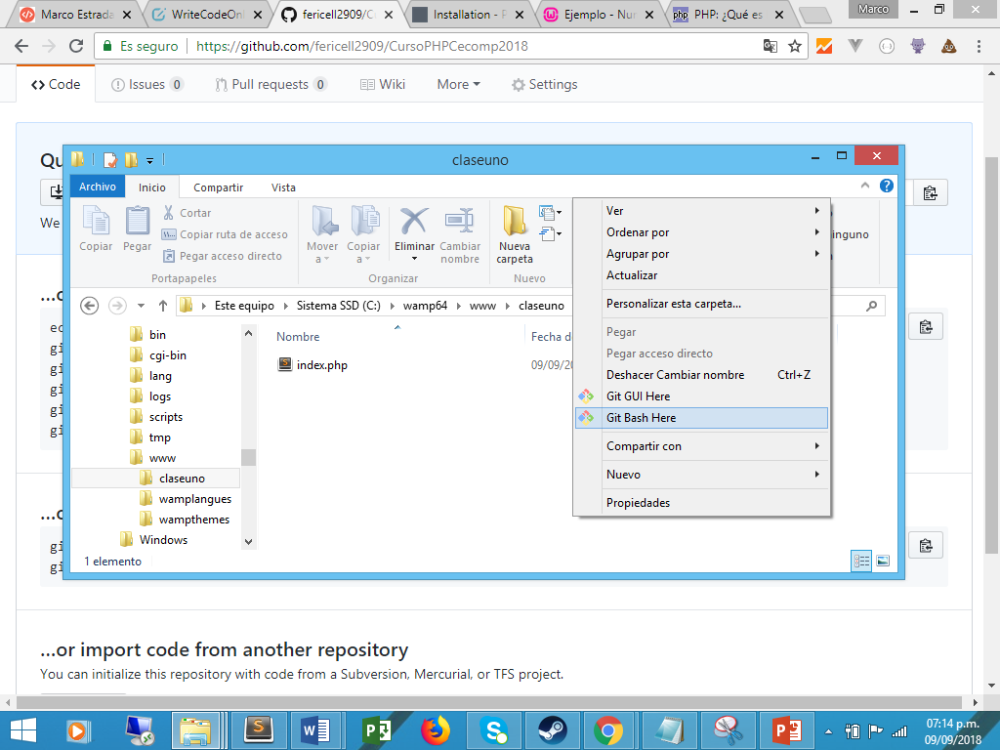 Marco Estrada
WriteCodeOnl
fericell2909/C
Installation - P
Ejemplo - Nu
php PHP: ¿Qué es
Marco
Es seguro https://github.com/fericell2909/CursoPHPCecomp2018
Code Issues 0 Pull requests 0 Wiki More Settings
Qu
We
...o
ec
gi
gi
gi
gi
gi
...o
gi
gi
claseuno
Archivo Inicio Compartir Vista
Copiar
Pegar
Cortar
Copiar ruta de acceso
Pegar acceso directo
Portapapeles
Mover a
Copiar a
Eliminar
Cambiar nombre
Organizar
Nueva carpeta
Nuevo
inguno
Este equipo Sistema SSD (C:) wamp64 www claseuno
bin
cgi-bin
lang
logs
scripts
tmp
www
claseuno
wamplangues
wampthemes
Windows
Nombre Fecha d
index.php 09/09/20
1 elemento
Ver
Ordenar por
Agrupar por
Actualizar
Personalizar esta carpeta...
Pegar
Pegar acceso directo
Deshacer Cambiar nombre Ctrl+Z
Git GUI Here
Git Bash Here
Compartir con
Nuevo
Propiedades
...or import code from another repository
You can initialize this repository with code from a Subversion, Mercurial, or TFS project.
07:14 p.m.
09/09/2018